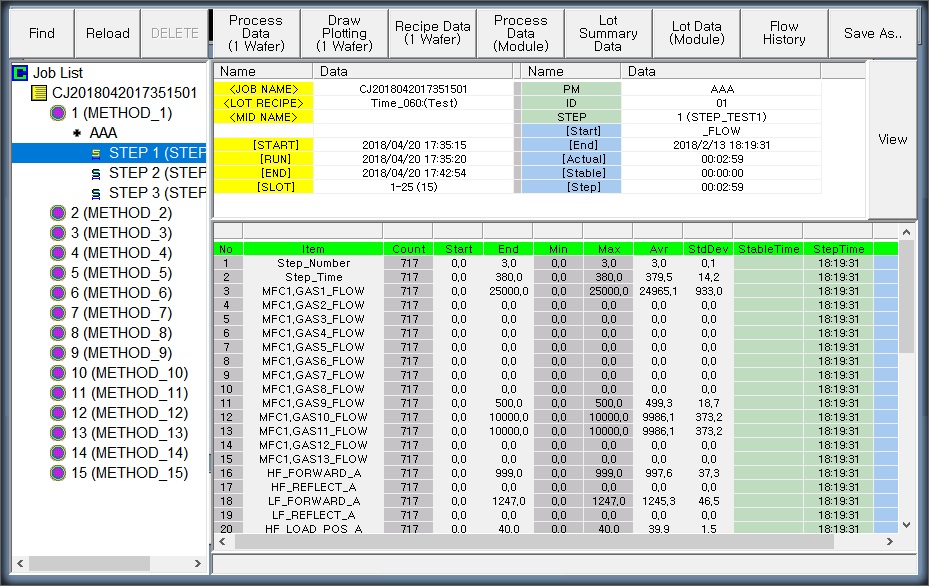 Find Reload DELETE Process Data (1 Wafer) Draw Plotting (1 Wafer) Recipe Data (1 Wafer) Process Data (Module) Lot Summary Data Lot Data (Module) Flow History Save As..
Job List
CJ2018042017351501
1 (METHOD_1)
AAA
STEP 1 (STEP
STEP 2 (STEP
STEP 3 (STEP
2 (METHOD_2)
3 (METHOD_3)
4 (METHOD_4)
5 (METHOD_5)
6 (METHOD_6)
7 (METHOD_7)
8 (METHOD_8)
9 (METHOD_9)
10 (METHOD_10)
11 (METHOD_11)
12 (METHOD_12)
13 (METHOD_13)
14 (METHOD_14)
15 (METHOD_15)
Name Data Name Data
<JOB NAME> CJ2018042017351501 PM AAA
<LOT RECIPE> Time_060:(Test) ID 01
<MID NAME> STEP 1 (STEP_TEST1)
[Start] _FLOW
[START] 2018/04/20 17:35:15 [End] 2018/2/13 18:19:31
[RUN] 2018/04/20 17:35:20 [Actual] 00:02:59
[END] 2018/04/20 17:42:54 [Stable] 00:00:00
[SLOT] 1-25 (15) [Step] 00:02:59
View
No Item Count Start End Min Max Avr StdDev StableTime StepTime
1 Step_Number 717 0,0 3,0 0,0 3,0 3,0 0,1 18:19:31
2 Step_Time 717 0,0 380,0 0,0 380,0 379,5 14,2 18:19:31
3 MFC1,GAS1_FLOW 717 0,0 25000,0 0,0 25000,0 24965,1 933,0 18:19:31
4 MFC1,GAS2_FLOW 717 0,0 0,0 0,0 0,0 0,0 0,0 18:19:31
5 MFC1,GAS3_FLOW 717 0,0 0,0 0,0 0,0 0,0 0,0 18:19:31
6 MFC1,GAS4_FLOW 717 0,0 0,0 0,0 0,0 0,0 0,0 18:19:31
7 MFC1,GAS5_FLOW 717 0,0 0,0 0,0 0,0 0,0 0,0 18:19:31
8 MFC1,GAS6_FLOW 717 0,0 0,0 0,0 0,0 0,0 0,0 18:19:31
9 MFC1,GAS7_FLOW 717 0,0 0,0 0,0 0,0 0,0 0,0 18:19:31
10 MFC1,GAS8_FLOW 717 0,0 0,0 0,0 0,0 0,0 0,0 18:19:31
11 MFC1,GAS9_FLOW 717 0,0 500,0 0,0 500,0 499,3 18,7 18:19:31
12 MFC1,GAS10_FLOW 717 0,0 10000,0 0,0 10000,0 9986,1 373,2 18:19:31
13 MFC1,GAS11_FLOW 717 0,0 10000,0 0,0 10000,0 9986,1 373,2 18:19:31
14 MFC1,GAS12_FLOW 717 0,0 0,0 0,0 0,0 0,0 0,0 18:19:31
15 MFC1,GAS13_FLOW 717 0,0 0,0 0,0 0,0 0,0 0,0 18:19:31
16 HF_FORWARD_A 717 0,0 999,0 0,0 999,0 997,6 37,3 18:19:31
17 HF_REFLECT_A 717 0,0 0,0 0,0 0,0 0,0 0,0 18:19:31
18 LF_FORWARD_A 717 0,0 1247,0 0,0 1247,0 1245,3 46,5 18:19:31
19 LF_REFLECT_A 717 0,0 0,0 0,0 0,0 0,0 0,0 18:19:31
20 HF_LOAD_POS_A 717 0,0 40,0 0,0 40,0 39,9 1,5 18:19:31